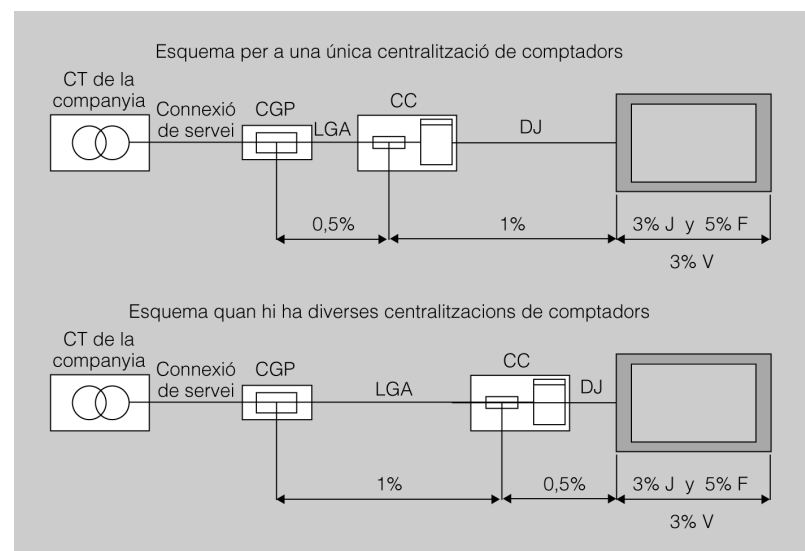 Esquema per a una única centralització de comptadors
CT de la
companyia
Connexió
de servei
CGP
LGA
CC
DJ
0,5%
1%
3% J y 5% F
3% V
Esquema quan hi ha diverses centralitzacions de comptadors
CT de la
companyia
Connexió
de servei
CGP
LGA
CC
DJ
1%
0,5%
3% J y 5% F
3% V